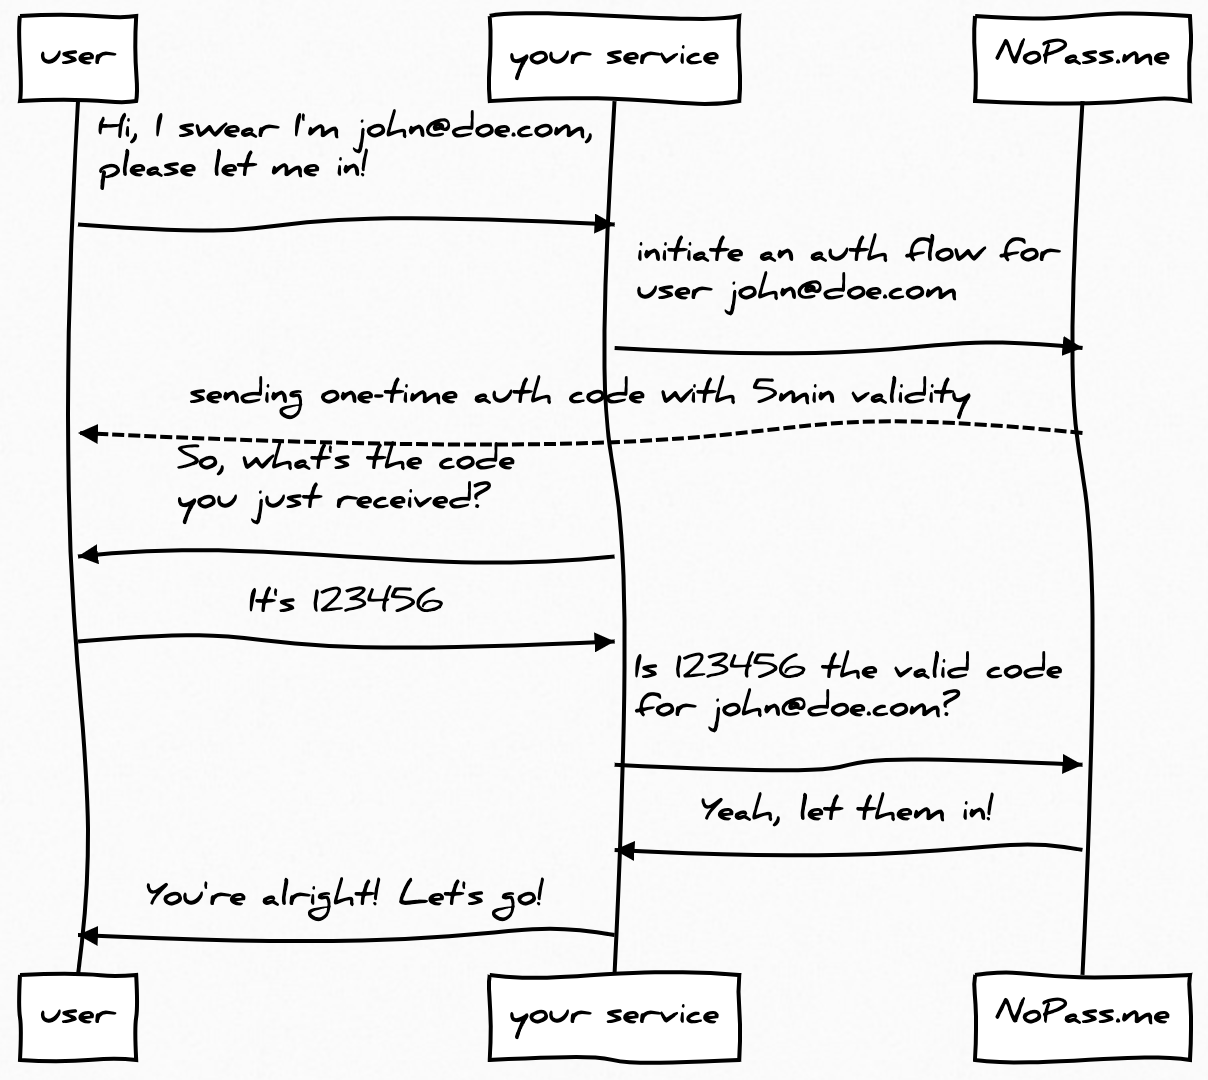 user
your service
NoPass.me
Hi, I swear I'm john@doe.com,
please let me in!
initiate an auth flow for
user john@doe.com
sending one-time auth code with 5min validity
So, what's the code
you just received?
It's 123456
Is 123456 the valid code
for john@doe.com?
Yeah, let them in!
You're alright! Let's go!
user
your service
NoPass.me